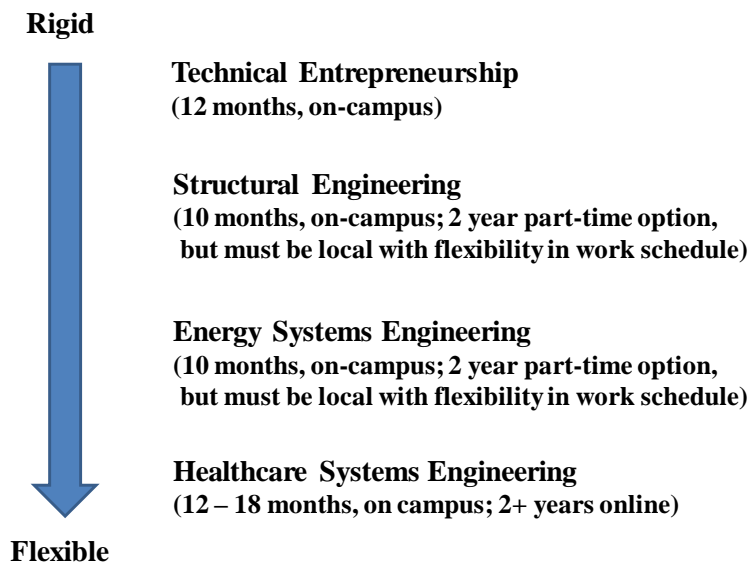 Rigid
Technical Entrepreneurship
(12 months, on-campus)
Structural Engineering
(10 months, on-campus; 2 year part-time option,
but must be local with flexibility in work schedule)
Energy Systems Engineering
(10 months, on-campus; 2 year part-time option,
but must be local with flexibility in work schedule)
Healthcare Systems Engineering
(12 – 18 months, on campus; 2+ years online)
Flexible